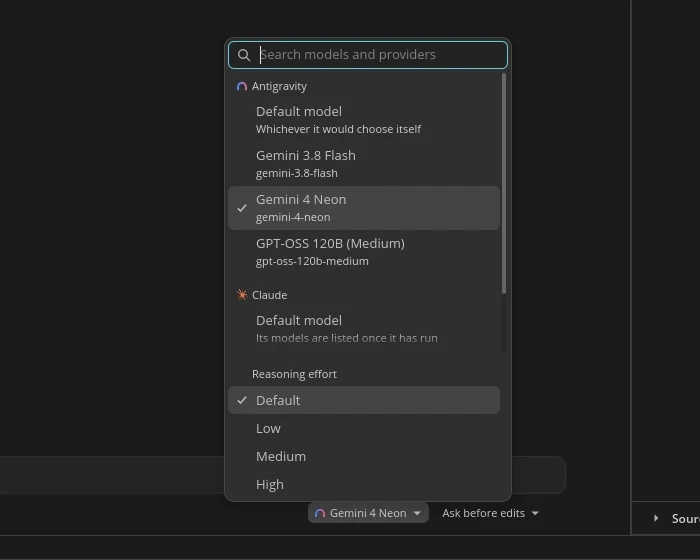 Search models and providers
Antigravity
Default model
Whichever it would choose itself
Gemini 3.8 Flash
gemini-3.8-flash
Gemini 4 Neon
gemini-4-neon
GPT-OSS 120B (Medium)
gpt-oss-120b-medium
Claude
Default model
Its models are listed once it has run
Reasoning effort
Default
Low
Medium
High
Gemini 4 Neon
Ask before edits
Sour